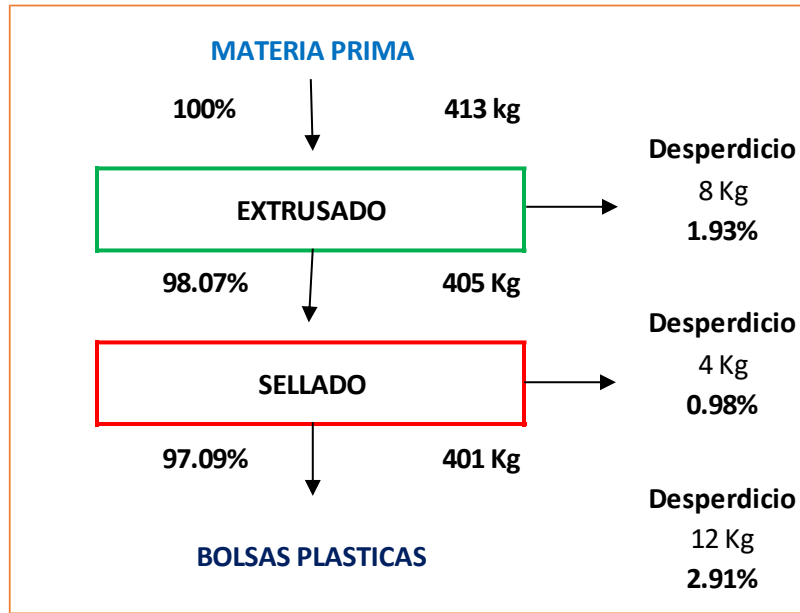 MATERIA PRIMA
100% 413 kg
Desperdicio
8 Kg
1.93%
EXTRUSADO
98.07% 405 Kg
Desperdicio
4 Kg
0.98%
SELLADO
97.09% 401 Kg
Desperdicio
12 Kg
2.91%
BOLSAS PLASTICAS